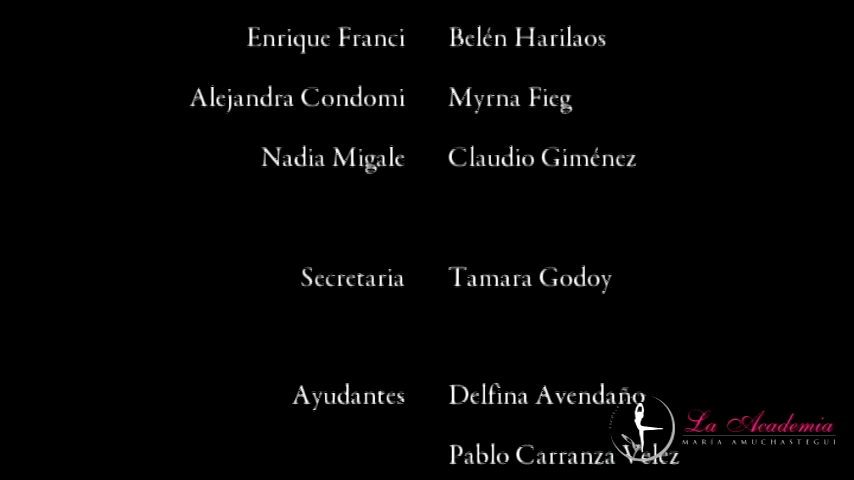 Enrique Franci Belén Harilaos
Alejandra Condomi Myrna Fieg
Nadia Migale Claudio Giménez
Secretaria Tamara Godoy
Ayudantes Delfina Avendaño
Pablo Carranza Velez
La Academia
MARÍA AMUCHASTEGUI